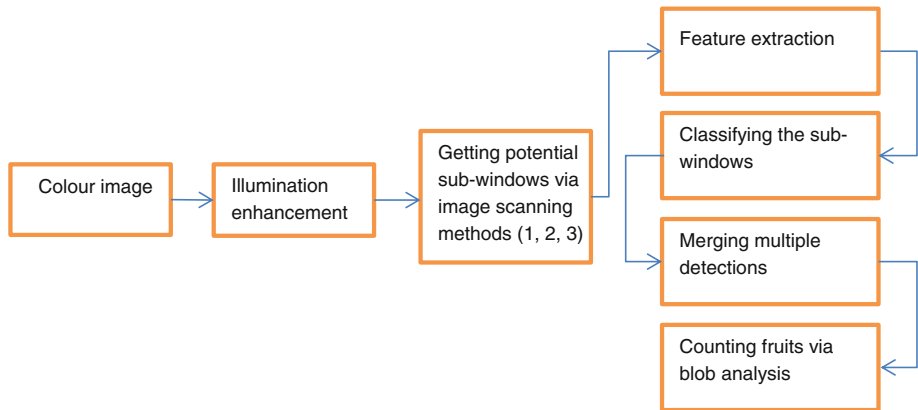 Colour image
Illumination
enhancement
Getting potential
sub-windows via
image scanning
methods (1, 2, 3)
Feature extraction
Classifying the sub-
windows
Merging multiple
detections
Counting fruits via
blob analysis